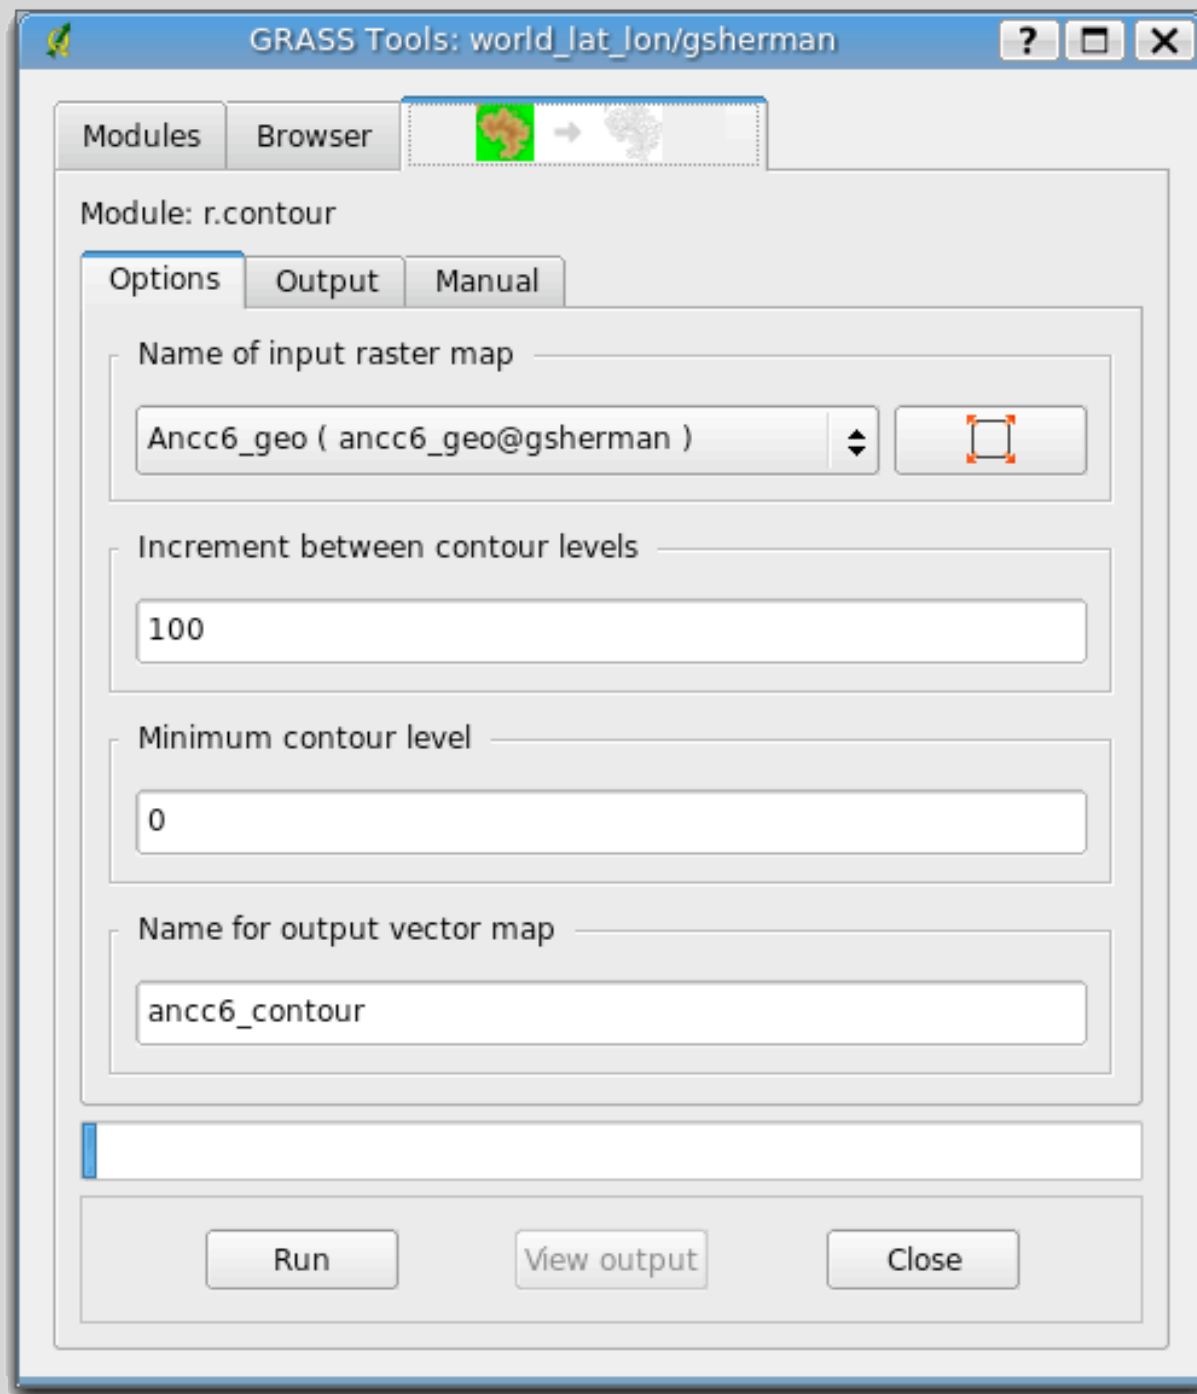 GRASS Tools: world_lat_lon/gsherman ?
Modules Browser
Module: r.contour
Options Output Manual
Name of input raster map
Ancc6_geo ( ancc6_geo@gsherman )
Increment between contour levels
100
Minimum contour level
0
Name for output vector map
ancc6_contour
Run View output Close